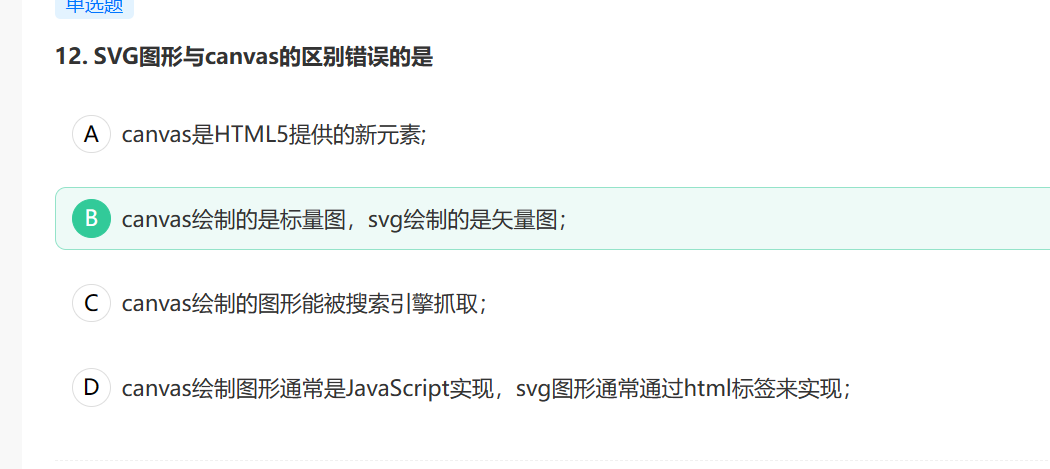 单选题
12. SVG图形与canvas的区别错误的是
A canvas是HTML5提供的新元素;
B canvas绘制的是标量图，svg绘制的是矢量图；
C canvas绘制的图形能被搜索引擎抓取；
D canvas绘制图形通常是JavaScript实现，svg图形通常通过html标签来实现；